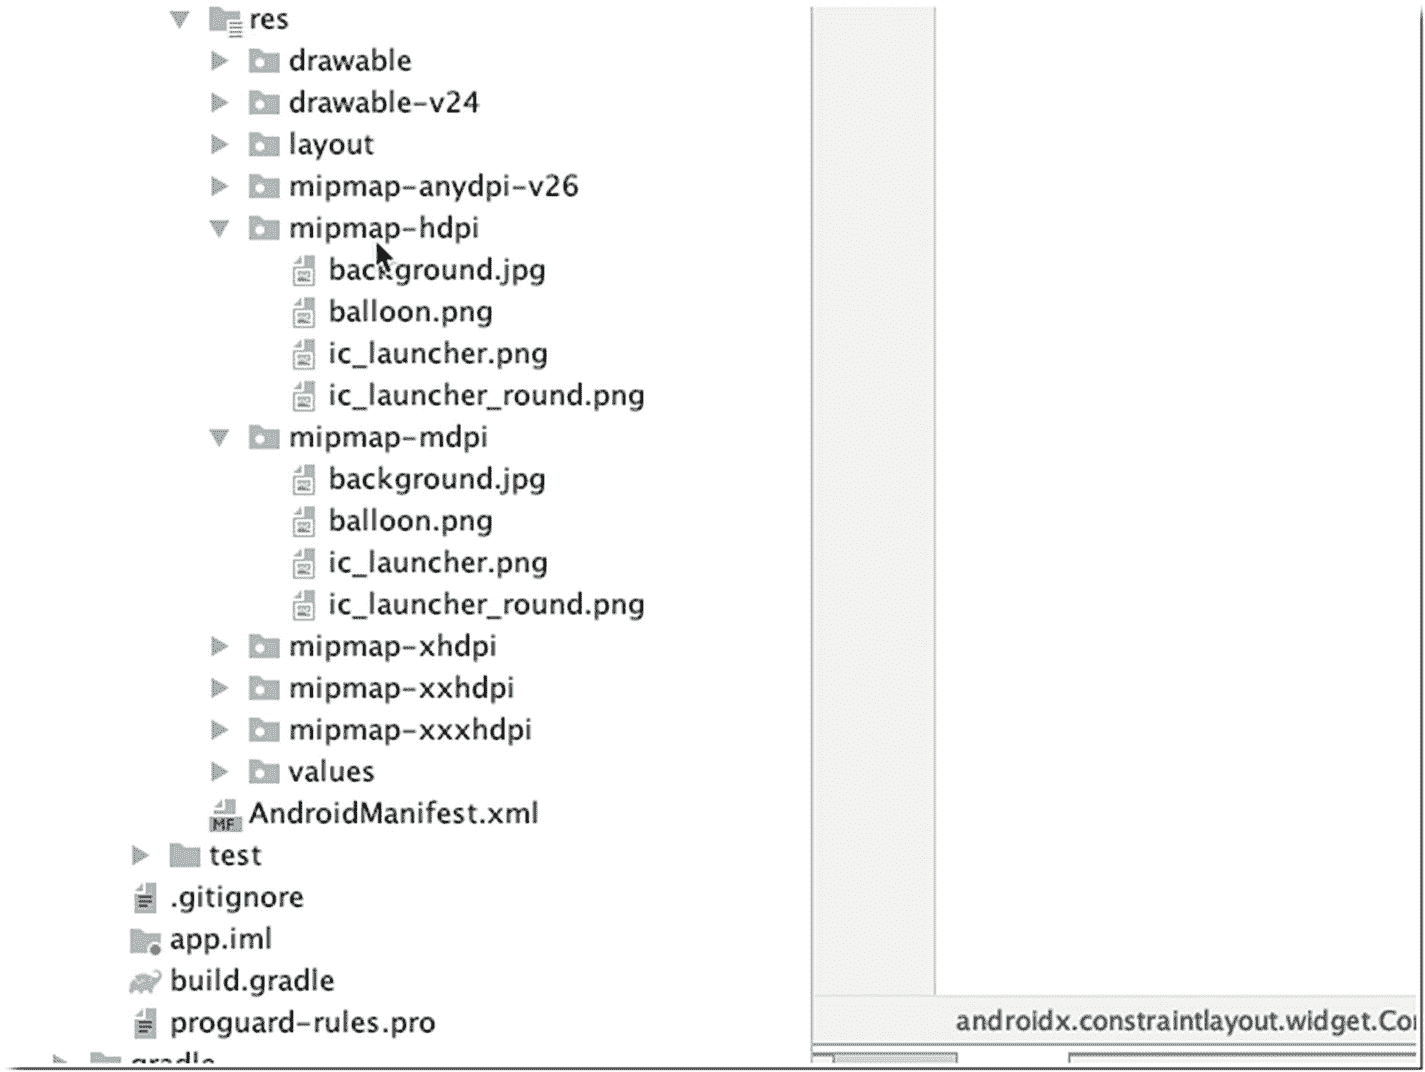 res
drawable
drawable-v24
layout
mipmap-anydpi-v26
mipmap-hdpi
background.jpg
balloon.png
ic_launcher.png
ic_launcher_round.png
mipmap-mdpi
background.jpg
balloon.png
ic_launcher.png
ic_launcher_round.png
mipmap-xhdpi
mipmap-xxhdpi
mipmap-xxxhdpi
values
MF AndroidManifest.xml
test
.gitignore
app.iml
build.gradle
proguard-rules.pro
androidx.constraintlayout.widget.Co
gradle